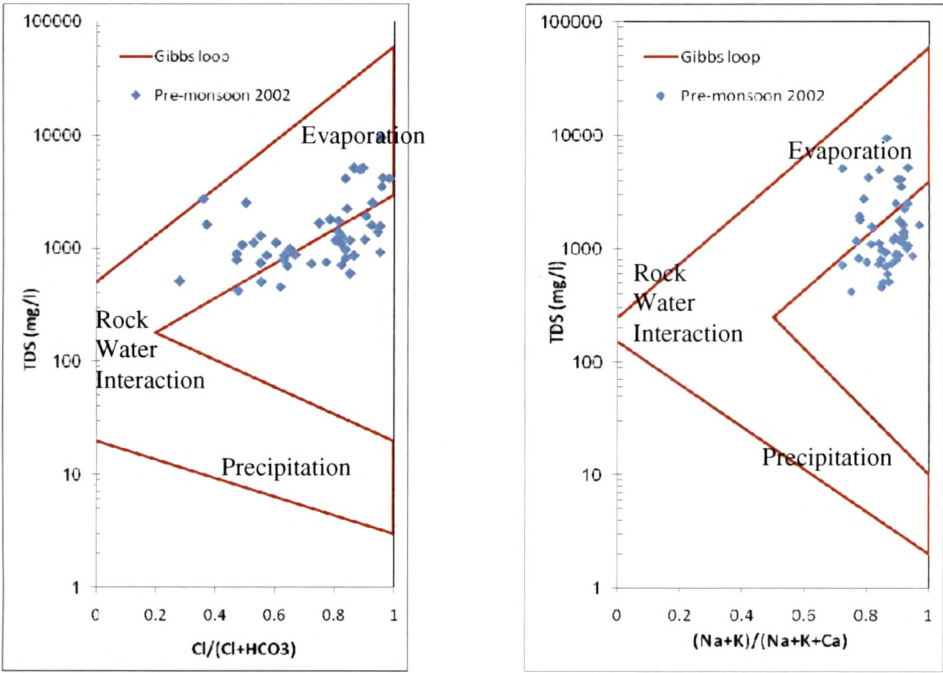 100000
10000
1000
100
10
1
TDS (mg/l)
Gibbs loop
Pre-monsoon 2002
Evaporation
Rock
Water
Interaction
Precipitation
0 0.2 0.4 0.6 0.8 1
Cl/(Cl+HCO3)
100000
10000
1000
100
10
1
TDS (mg/l)
Gibbs loop
Pre-monsoon 2002
Evaporation
Rock
Water
Interaction
Precipitation
0 0.2 0.4 0.6 0.8 1
(Na+K)/(Na+K+Ca)